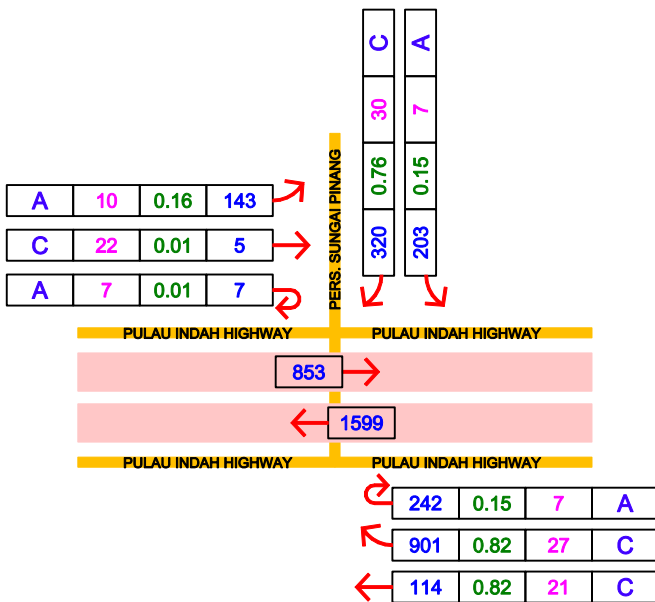 C 30 0.76 320
A 7 0.15 203
PERS. SUNGAI PINANG
A 10 0.16 143
C 22 0.01 5
A 7 0.01 7
PULAU INDAH HIGHWAY PULAU INDAH HIGHWAY
853
1599
PULAU INDAH HIGHWAY PULAU INDAH HIGHWAY
242 0.15 7 A
901 0.82 27 C
114 0.82 21 C